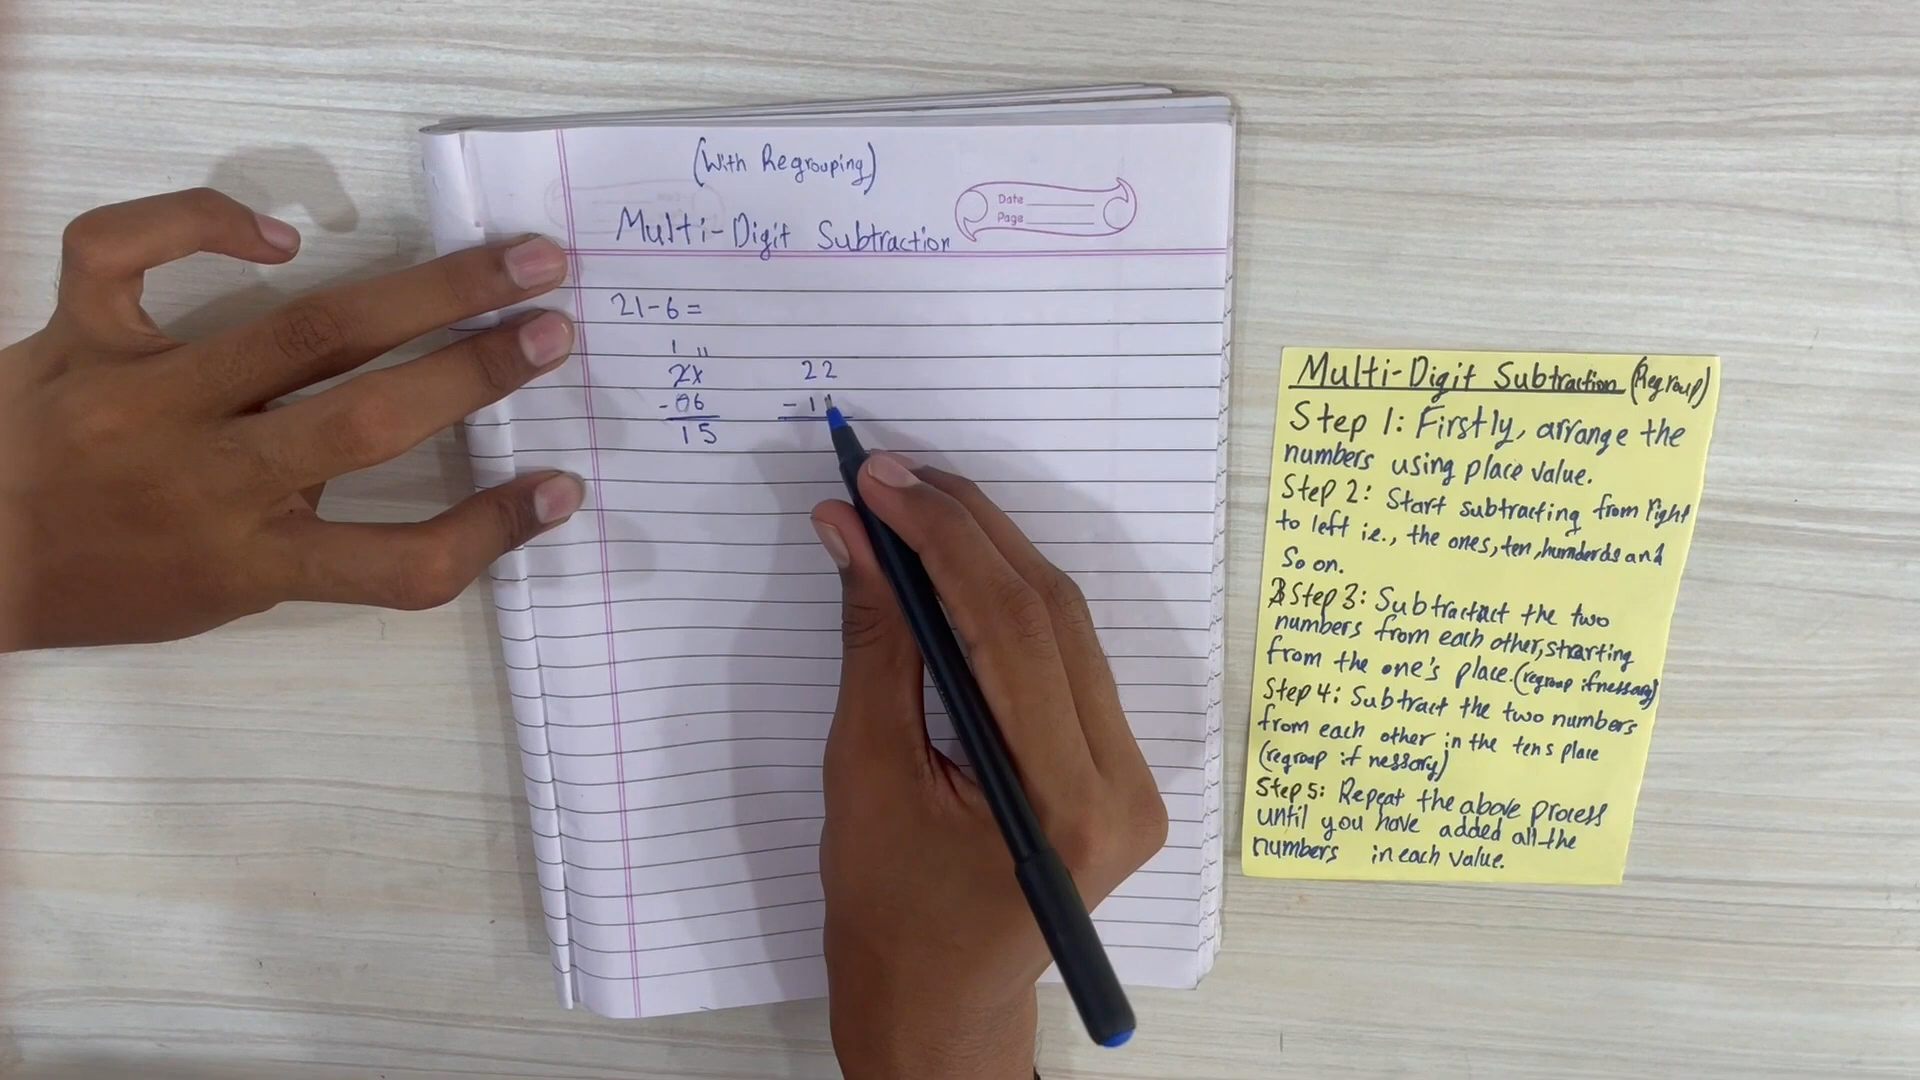 (With Regrouping)
Date
Page
Multi-Digit Subtraction
21-6=
1 11
21
-06
15
22
-1
Multi-Digit Subtraction (Regroup)
Step 1: Firstly, arrange the
numbers using place value.
Step 2: Start subtracting from right
to left i.e., the ones, ten, hunderds and
So on.
Step 3: Subtractact the two
numbers from each other, strarting
from the one's place. (regroup if nessary)
Step 4: Subtract the two numbers
from each other in the tens place
(regroup if nessory)
Step 5: Repeat the above process
until you have added all the
numbers in each value.